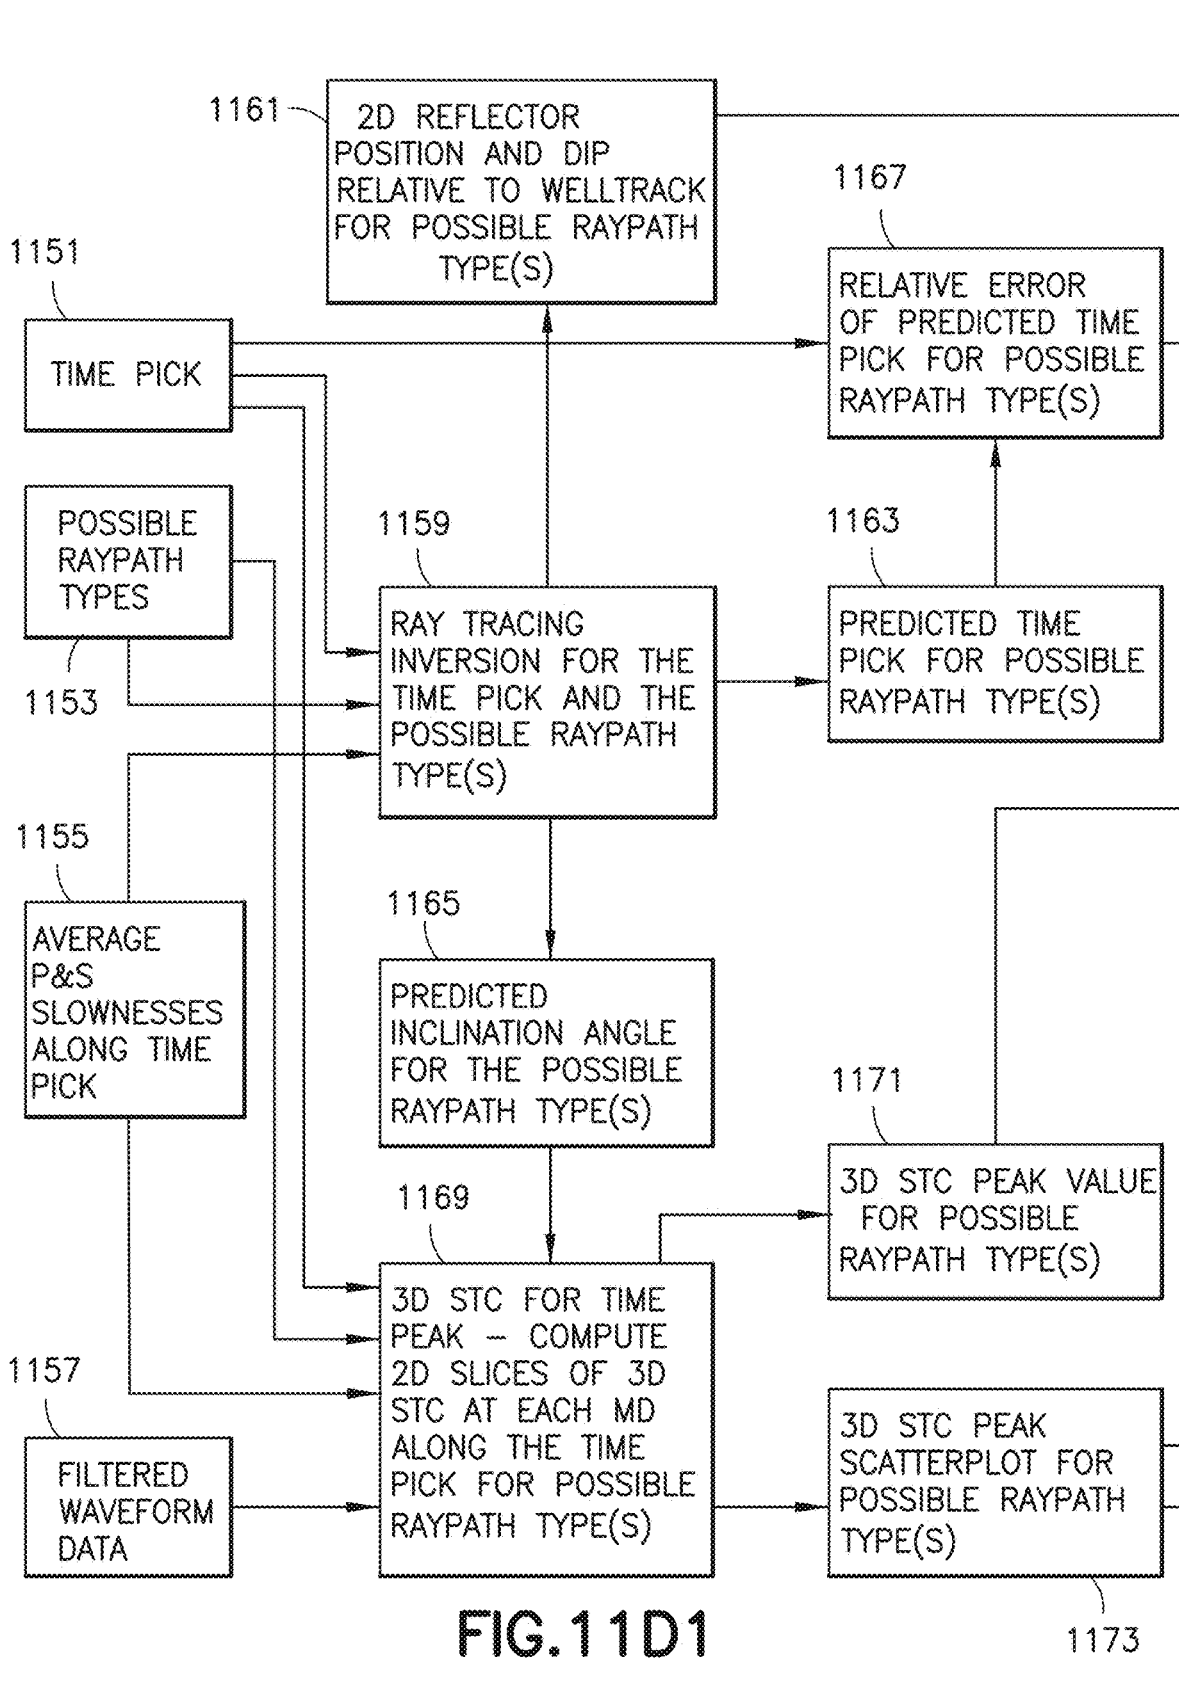 1161
2D REFLECTOR
POSITION AND DIP
RELATIVE TO WELLTRACK
FOR POSSIBLE RAYPATH
TYPE(S)
1167
RELATIVE ERROR
OF PREDICTED TIME
PICK FOR POSSIBLE
RAYPATH TYPE(S)
1151
TIME PICK
POSSIBLE
RAYPATH
TYPES
1153
1159
RAY TRACING
INVERSION FOR THE
TIME PICK AND THE
POSSIBLE RAYPATH
TYPE(S)
1163
PREDICTED TIME
PICK FOR POSSIBLE
RAYPATH TYPE(S)
1155
AVERAGE
P&S
SLOWNESSES
ALONG TIME
PICK
1165
PREDICTED
INCLINATION ANGLE
FOR THE POSSIBLE
RAYPATH TYPE(S)
1171
3D STC PEAK VALUE
FOR POSSIBLE
RAYPATH TYPE(S)
1169
3D STC FOR TIME
PEAK – COMPUTE
2D SLICES OF 3D
STC AT EACH MD
ALONG THE TIME
PICK FOR POSSIBLE
RAYPATH TYPE(S)
1157
FILTERED
WAVEFORM
DATA
3D STC PEAK
SCATTERPLOT FOR
POSSIBLE RAYPATH
TYPE(S)
1173
FIG.11D1